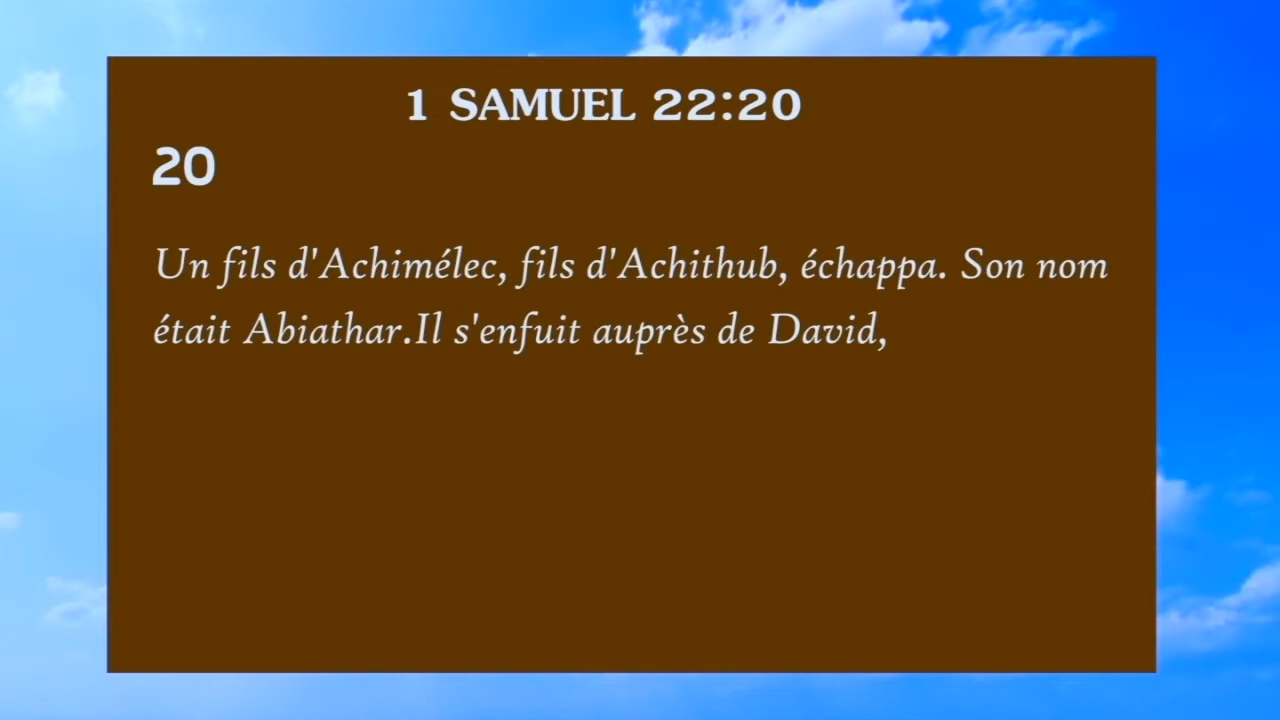 1 SAMUEL 22:20
20
Un fils d'Achimélec, fils d'Achithub, échappa. Son nom
était Abiathar.Il s'enfuit auprès de David,